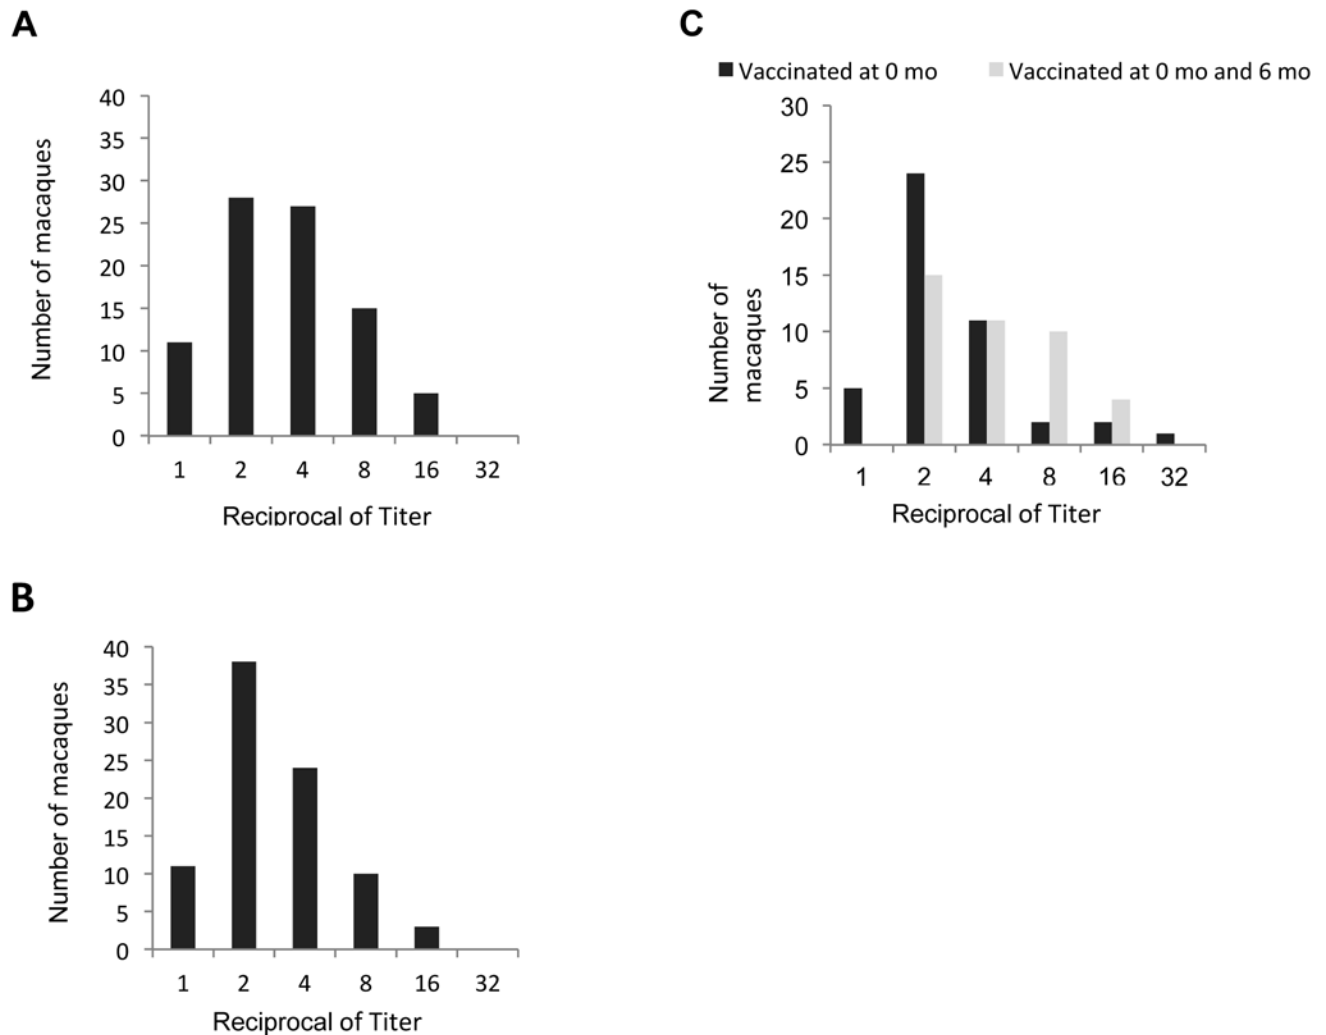 A
40
35
30
25
20
15
10
5
0
Number of macaques
1 2 4 8 16 32
Reciprocal of Titer
B
40
35
30
25
20
15
10
5
0
Number of macaques
1 2 4 8 16 32
Reciprocal of Titer
C
Vaccinated at 0 mo Vaccinated at 0 mo and 6 mo
30
25
20
15
10
5
0
Number of
macaques
1 2 4 8 16 32
Reciprocal of Titer